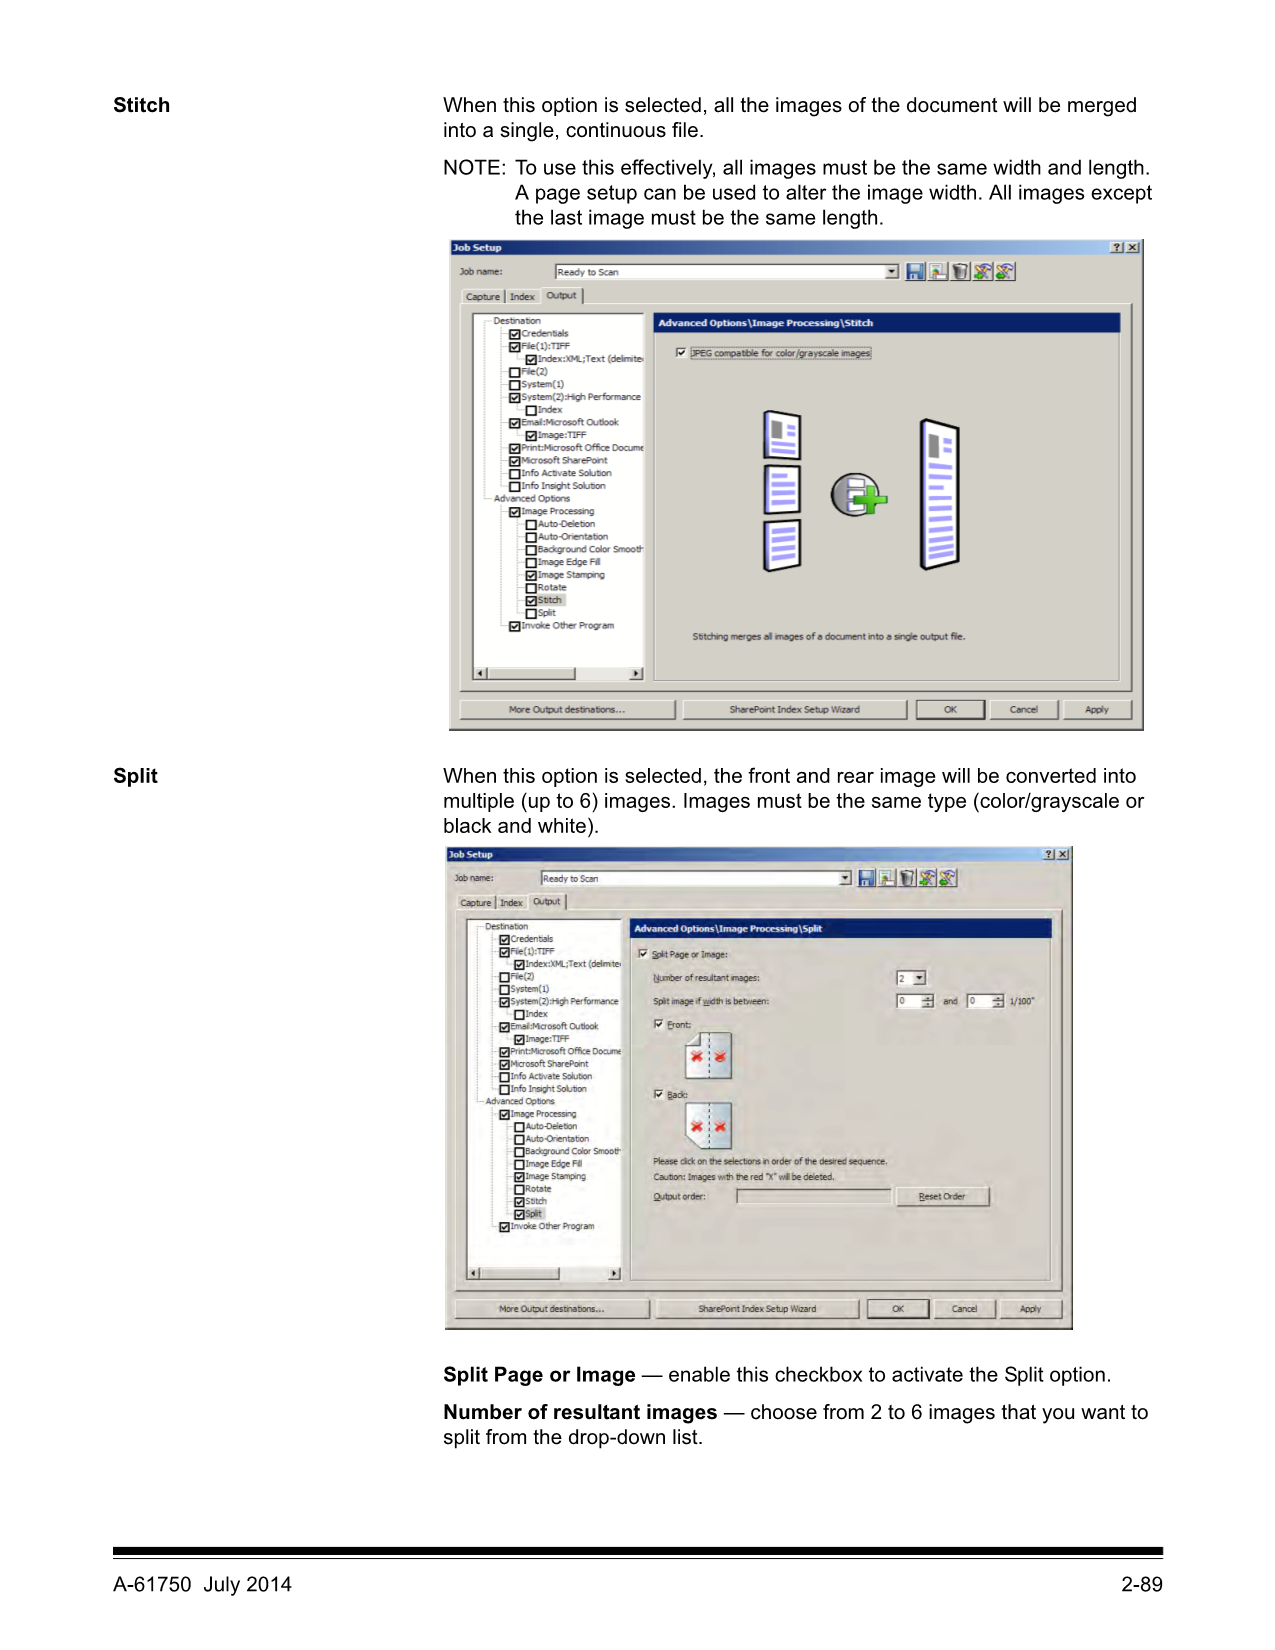 Stitch
When this option is selected, all the images of the document will be merged
into a single, continuous file.
NOTE: To use this effectively, all images must be the same width and length.
A page setup can be used to alter the image width. All images except
the last image must be the same length.
Job Setup
Job name:
Ready to Scan
Capture Index Output
Destination
Credentials
File(1):TIFF
Index:XML;Text (delimite
File(2)
System(1)
System(2):High Performance
Index
Email:Microsoft Outlook
Image:TIFF
Print:Microsoft Office Docume
Microsoft SharePoint
Info Activate Solution
Info Insight Solution
Advanced Options
Image Processing
Auto-Deletion
Auto-Orientation
Background Color Smooth
Image Edge Fill
Image Stamping
Rotate
Stitch
Split
Invoke Other Program
Advanced Options\Image Processing\Stitch
JPEG compatible for color/grayscale images
Stitching merges all images of a document into a single output file.
More Output destinations... SharePoint Index Setup Wizard OK Cancel Apply
Split
When this option is selected, the front and rear image will be converted into
multiple (up to 6) images. Images must be the same type (color/grayscale or
black and white).
Job Setup
Job name:
Ready to Scan
Capture Index Output
Destination
Credentials
File(1):TIFF
Index:XML;Text (delimite
File(2)
System(1)
System(2):High Performance
Index
Email:Microsoft Outlook
Image:TIFF
Print:Microsoft Office Docume
Microsoft SharePoint
Info Activate Solution
Info Insight Solution
Advanced Options
Image Processing
Auto-Deletion
Auto-Orientation
Background Color Smooth
Image Edge Fill
Image Stamping
Rotate
Stitch
Split
Invoke Other Program
Advanced Options\Image Processing\Split
Split Page or Image:
Number of resultant images: 2
Split image if width is between: 0 and 0 1/100"
Front:
Back:
Please click on the selections in order of the desired sequence.
Caution: Images with the red "X" will be deleted.
Output order: Reset Order
More Output destinations... SharePoint Index Setup Wizard OK Cancel Apply
Split Page or Image — enable this checkbox to activate the Split option.
Number of resultant images — choose from 2 to 6 images that you want to
split from the drop-down list.
A-61750 July 2014 2-89